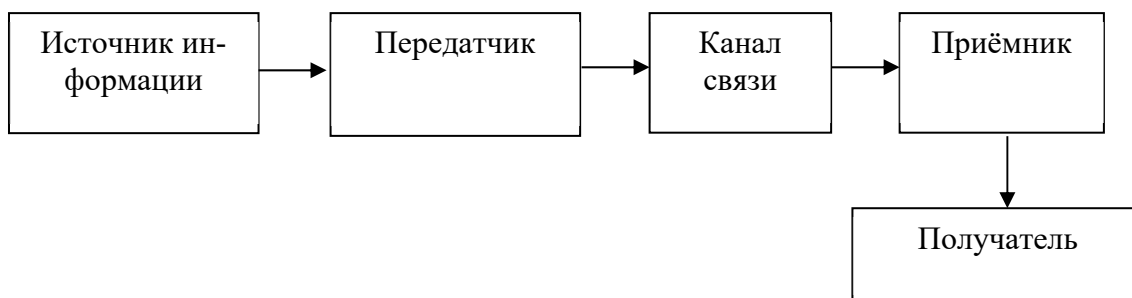 Источник ин-
формации
Передатчик
Канал
связи
Приёмник
Получатель